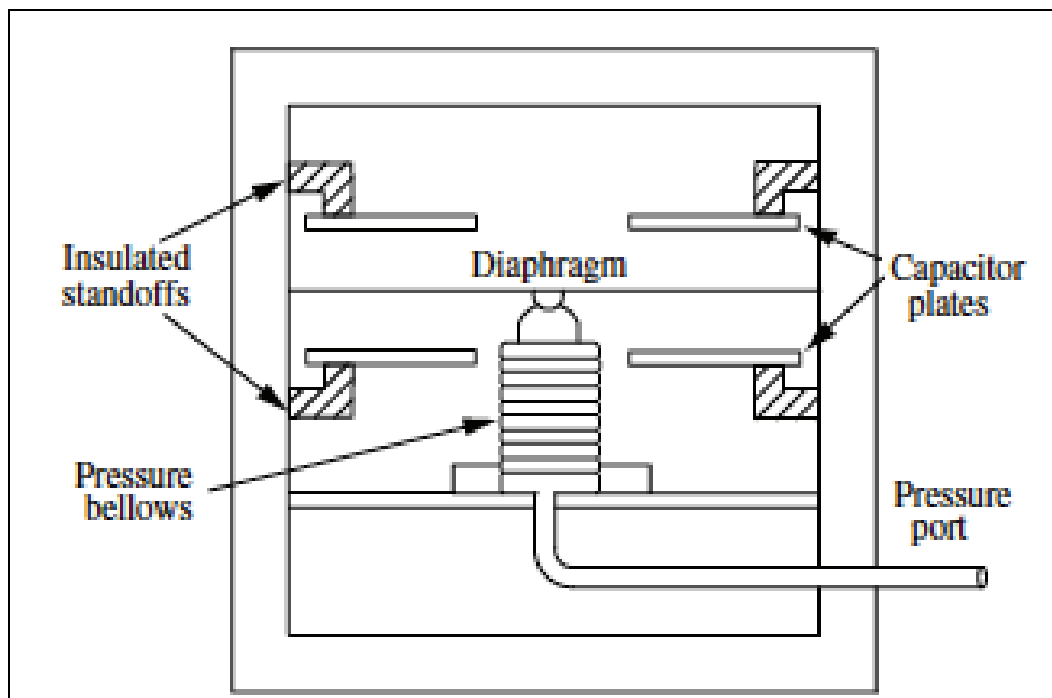 Insulated
standoffs
Diaphragm
Capacitor
plates
Pressure
bellows
Pressure
port